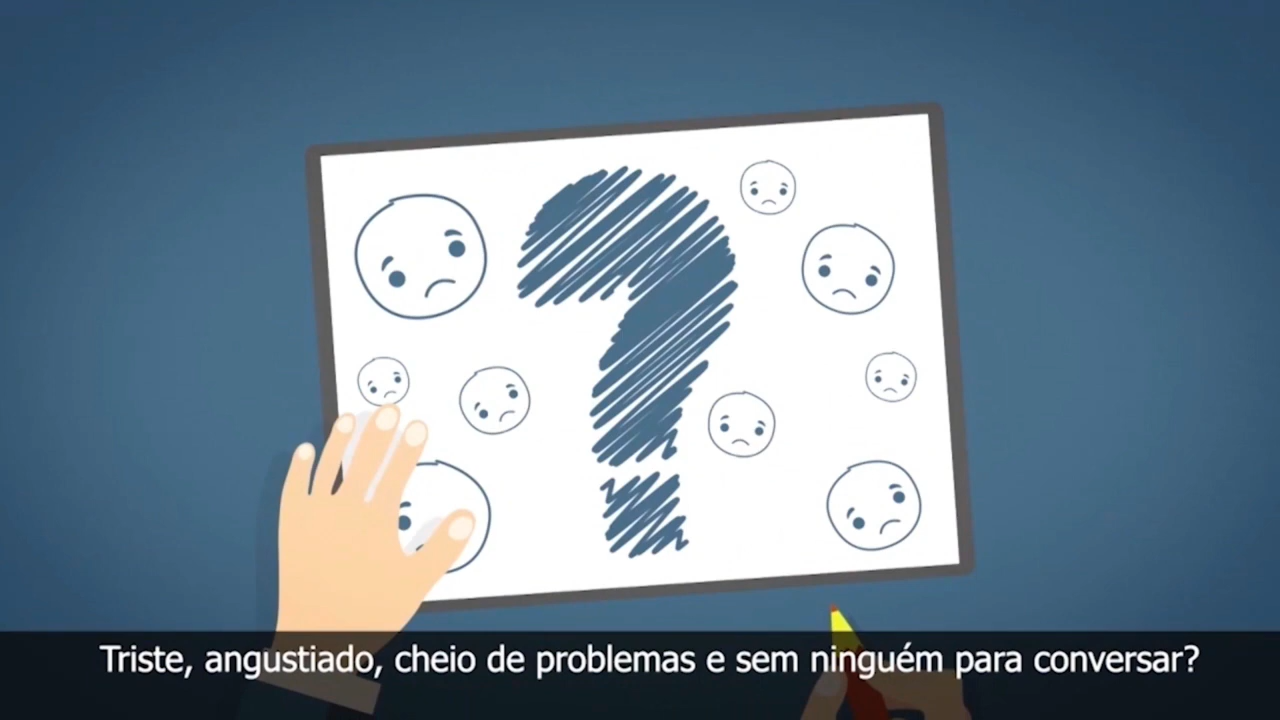 Triste, angustiado, cheio de problemas e sem ninguém para conversar?